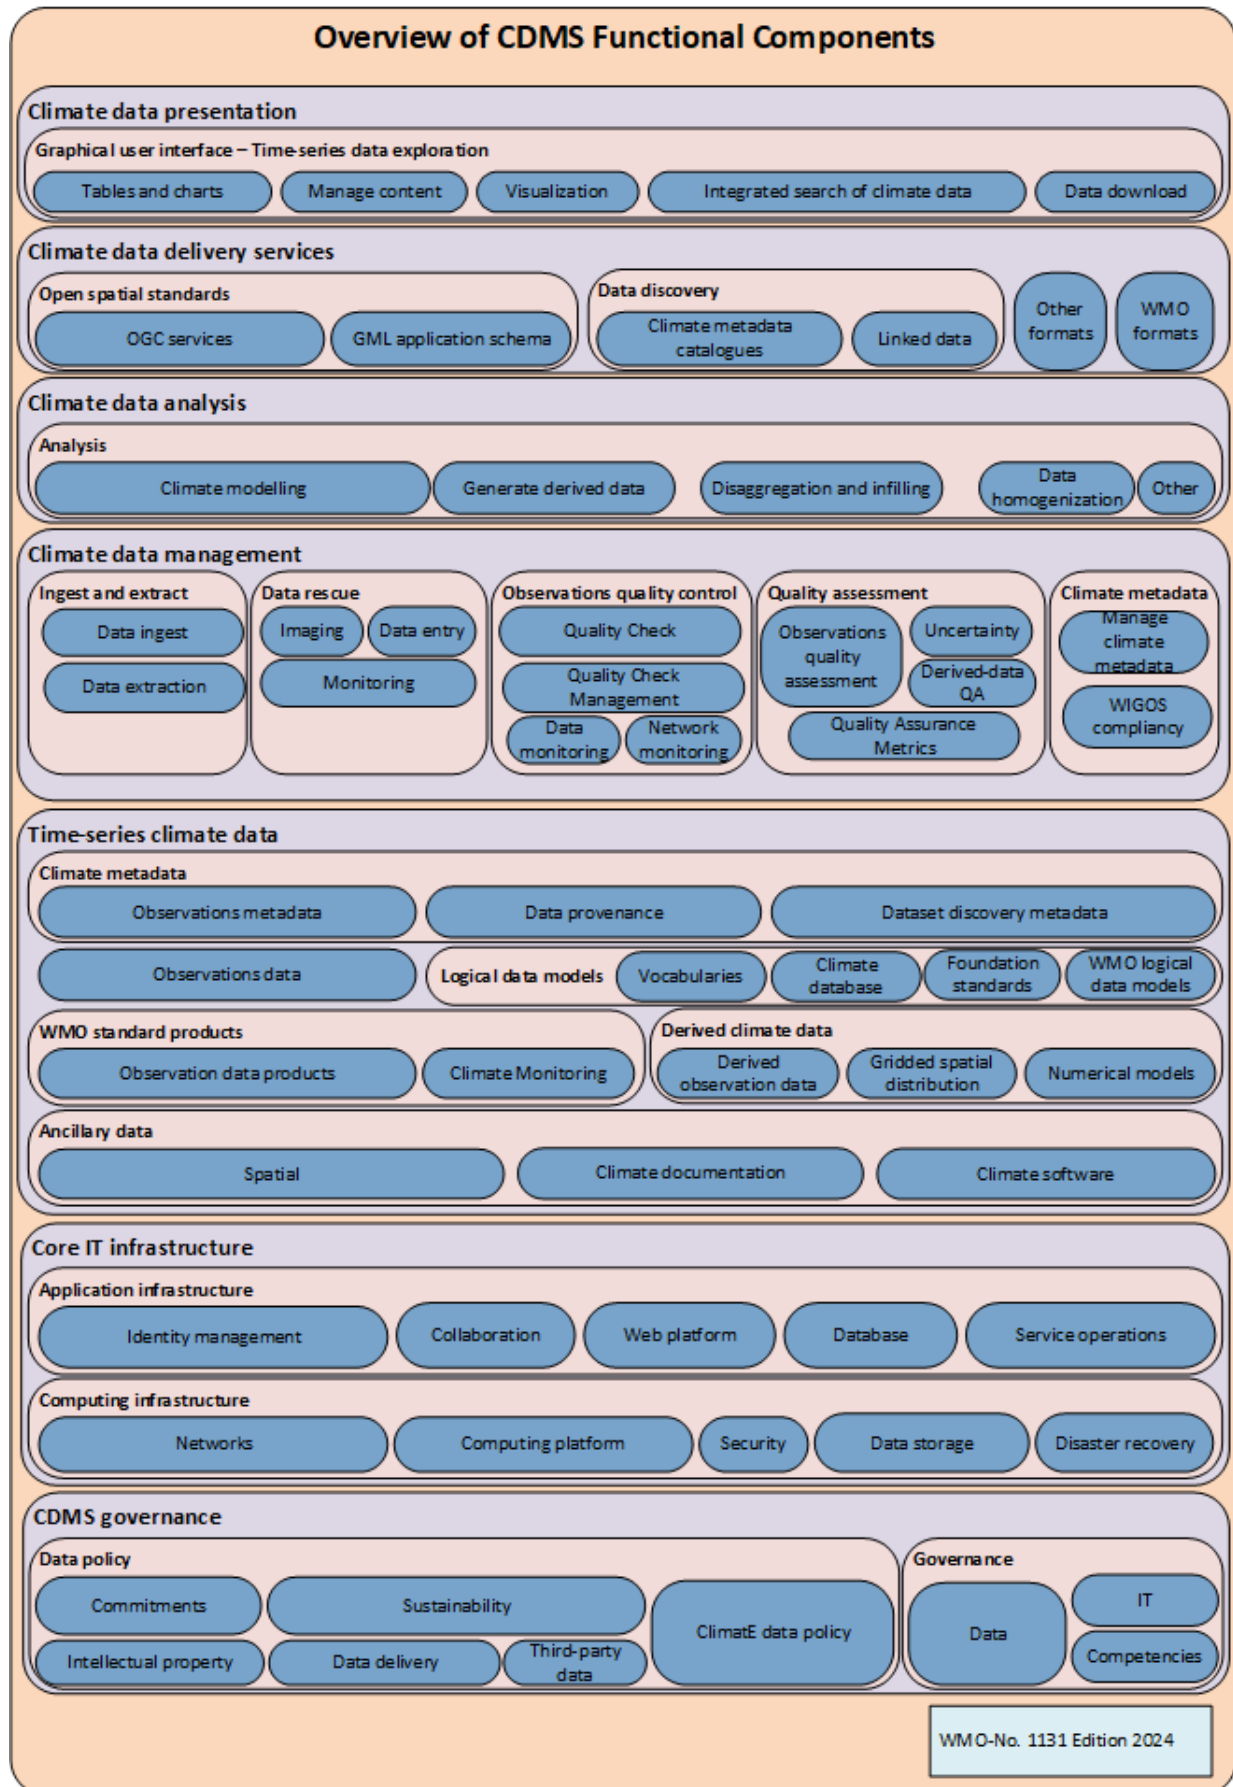 Overview of CDMS Functional Components
Climate data presentation
Graphical user interface – Time-series data exploration
Tables and charts
Manage content
Visualization
Integrated search of climate data
Data download
Climate data delivery services
Open spatial standards
OGC services
GML application schema
Data discovery
Climate metadata
catalogues
Linked data
Other
formats
WMO
formats
Climate data analysis
Analysis
Climate modelling
Generate derived data
Disaggregation and infilling
Data
homogenization
Other
Climate data management
Ingest and extract
Data ingest
Data extraction
Data rescue
Imaging
Data entry
Monitoring
Observations quality control
Quality Check
Quality Check
Management
Data
monitoring
Network
monitoring
Quality assessment
Observations
quality
assessment
Uncertainty
Derived-data
QA
Quality Assurance
Metrics
Climate metadata
Manage
climate
metadata
WIGOS
compliancy
Time-series climate data
Climate metadata
Observations metadata
Data provenance
Dataset discovery metadata
Observations data
Logical data models
Vocabularies
Climate
database
Foundation
standards
WMO logical
data models
WMO standard products
Observation data products
Climate Monitoring
Derived climate data
Derived
observation data
Gridded spatial
distribution
Numerical models
Ancillary data
Spatial
Climate documentation
Climate software
Core IT infrastructure
Application infrastructure
Identity management
Collaboration
Web platform
Database
Service operations
Computing infrastructure
Networks
Computing platform
Security
Data storage
Disaster recovery
CDMS governance
Data policy
Commitments
Sustainability
Intellectual property
Data delivery
Third-party
data
ClimatE data policy
Governance
Data
IT
Competencies
WMO-No. 1131 Edition 2024